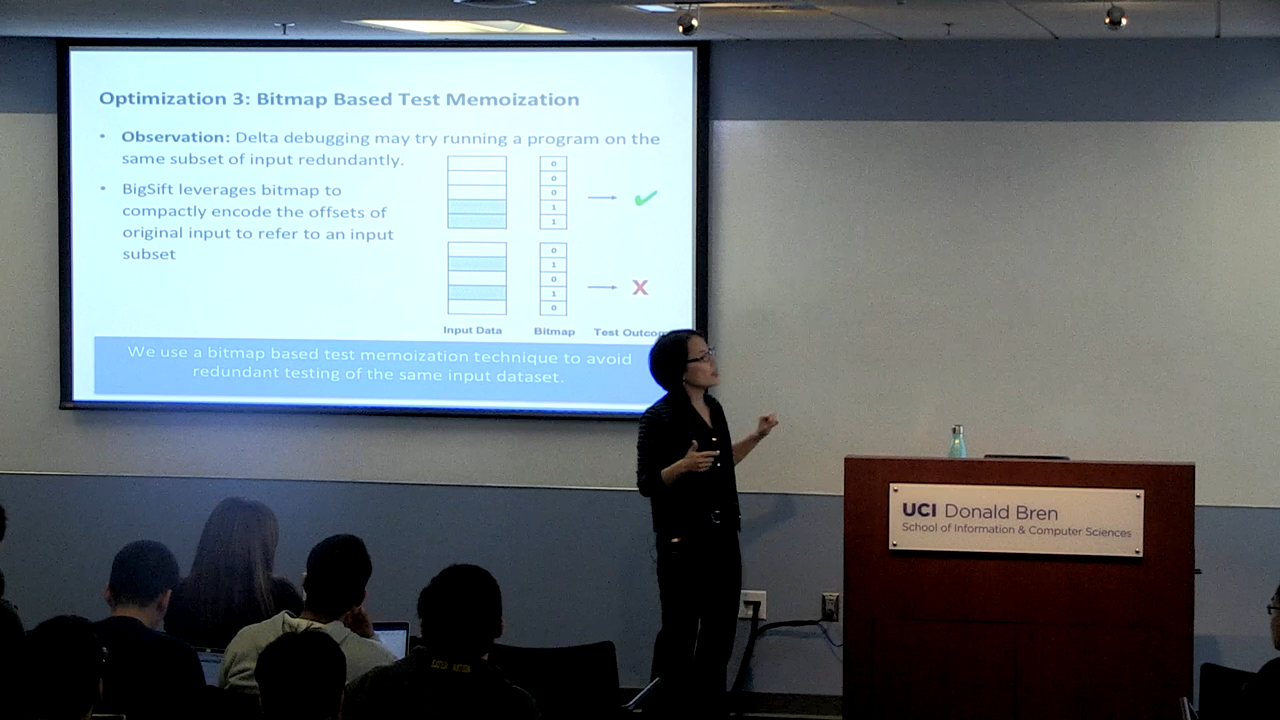 Optimization 3: Bitmap Based Test Memoization
• Observation: Delta debugging may try running a program on the
same subset of input redundantly.
• BigSift leverages bitmap to
compactly encode the offsets of
original input to refer to an input
subset
0
0
0
1
1
0
1
0
1
0
Input Data Bitmap Test Outcom
We use a bitmap based test memoization technique to avoid
redundant testing of the same input dataset.
UCI Donald Bren
School of Information & Computer Sciences